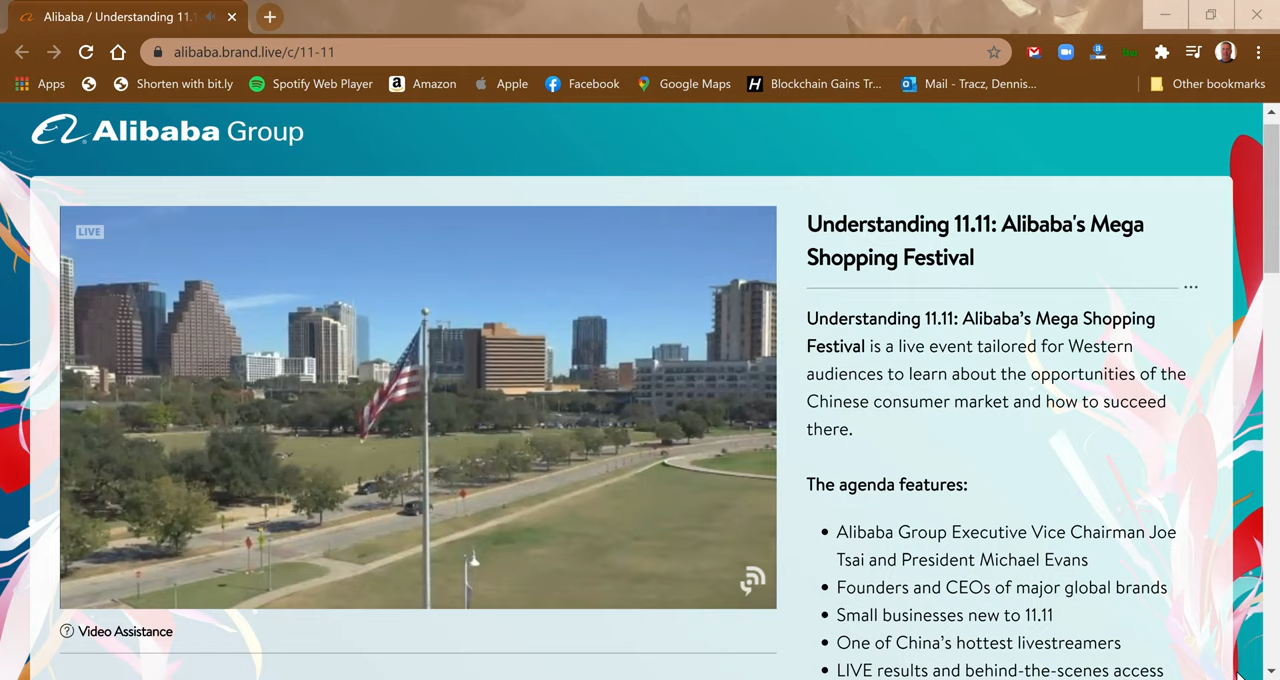 Alibaba / Understanding 11.1
alibaba.brand.live/c/11-11
Apps
Shorten with bit.ly
Spotify Web Player
Amazon
Apple
Facebook
Google Maps
Blockchain Gains Tr...
Mail - Tracz, Dennis...
Other bookmarks
Alibaba Group
LIVE
Understanding 11.11: Alibaba's Mega
Shopping Festival
...
Understanding 11.11: Alibaba's Mega Shopping
Festival is a live event tailored for Western
audiences to learn about the opportunities of the
Chinese consumer market and how to succeed
there.
The agenda features:
• Alibaba Group Executive Vice Chairman Joe
Tsai and President Michael Evans
• Founders and CEOs of major global brands
• Small businesses new to 11.11
• One of China's hottest livestreamers
• LIVE results and behind-the-scenes access
? Video Assistance